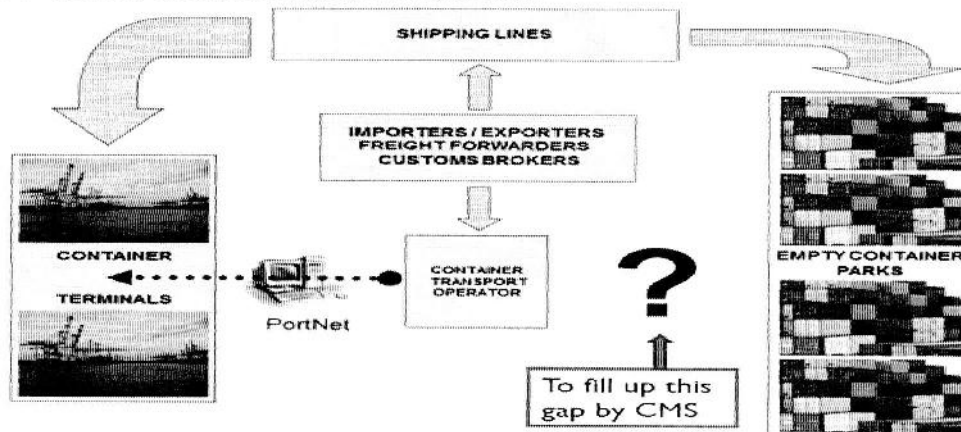 SHIPPING LINES
IMPORTERS / EXPORTERS
FREIGHT FORWARDERS
CUSTOMS BROKERS
CONTAINER
TERMINALS
PortNet
CONTAINER
TRANSPORT
OPERATOR
?
To fill up this
gap by CMS
EMPTY CONTAINER
PARKS